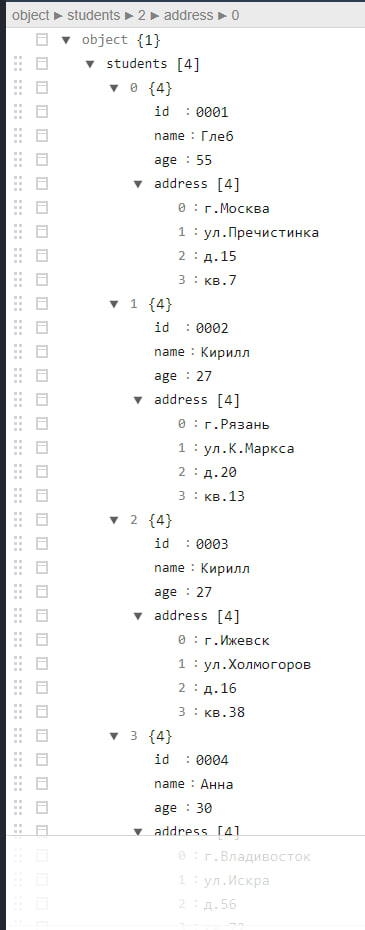 object ▶ students ▶ 2 ▶ address ▶ 0
▼ object {1}
▼ students [4]
▼ 0 {4}
id : 0001
name : Глеб
age : 55
▼ address [4]
0 : г.Москва
1 : ул.Пречистинка
2 : д.15
3 : кв.7
▼ 1 {4}
id : 0002
name : Кирилл
age : 27
▼ address [4]
0 : г.Рязань
1 : ул.К.Маркса
2 : д.20
3 : кв.13
▼ 2 {4}
id : 0003
name : Кирилл
age : 27
▼ address [4]
0 : г.Ижевск
1 : ул.Холмогоров
2 : д.16
3 : кв.38
▼ 3 {4}
id : 0004
name : Анна
age : 30
▼ address [4]
0 : г.Владивосток
1 : ул.Искра
2 : д.56